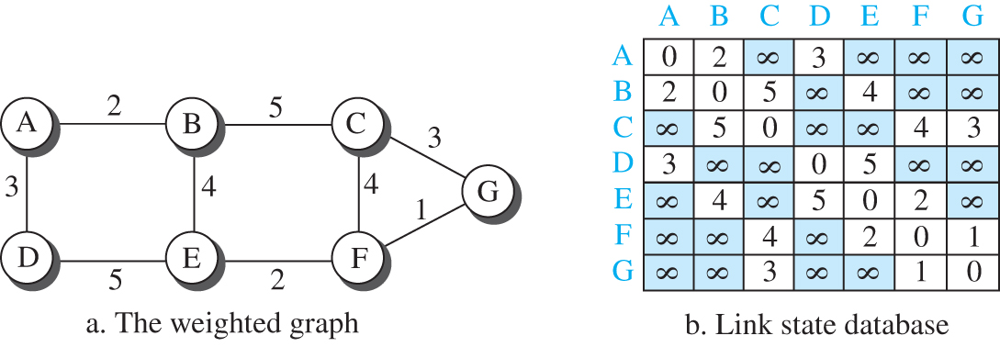 A B C D E F G
A 0 2 ∞ 3 ∞ ∞ ∞
B 2 0 5 ∞ 4 ∞ ∞
C ∞ 5 0 ∞ ∞ 4 3
D 3 ∞ ∞ 0 5 ∞ ∞
E ∞ 4 ∞ 5 0 2 ∞
F ∞ ∞ 4 ∞ 2 0 1
G ∞ ∞ 3 ∞ ∞ 1 0
2 5
A B C
3
3 4 4 G
1
D E F
5 2
a. The weighted graph
b. Link state database